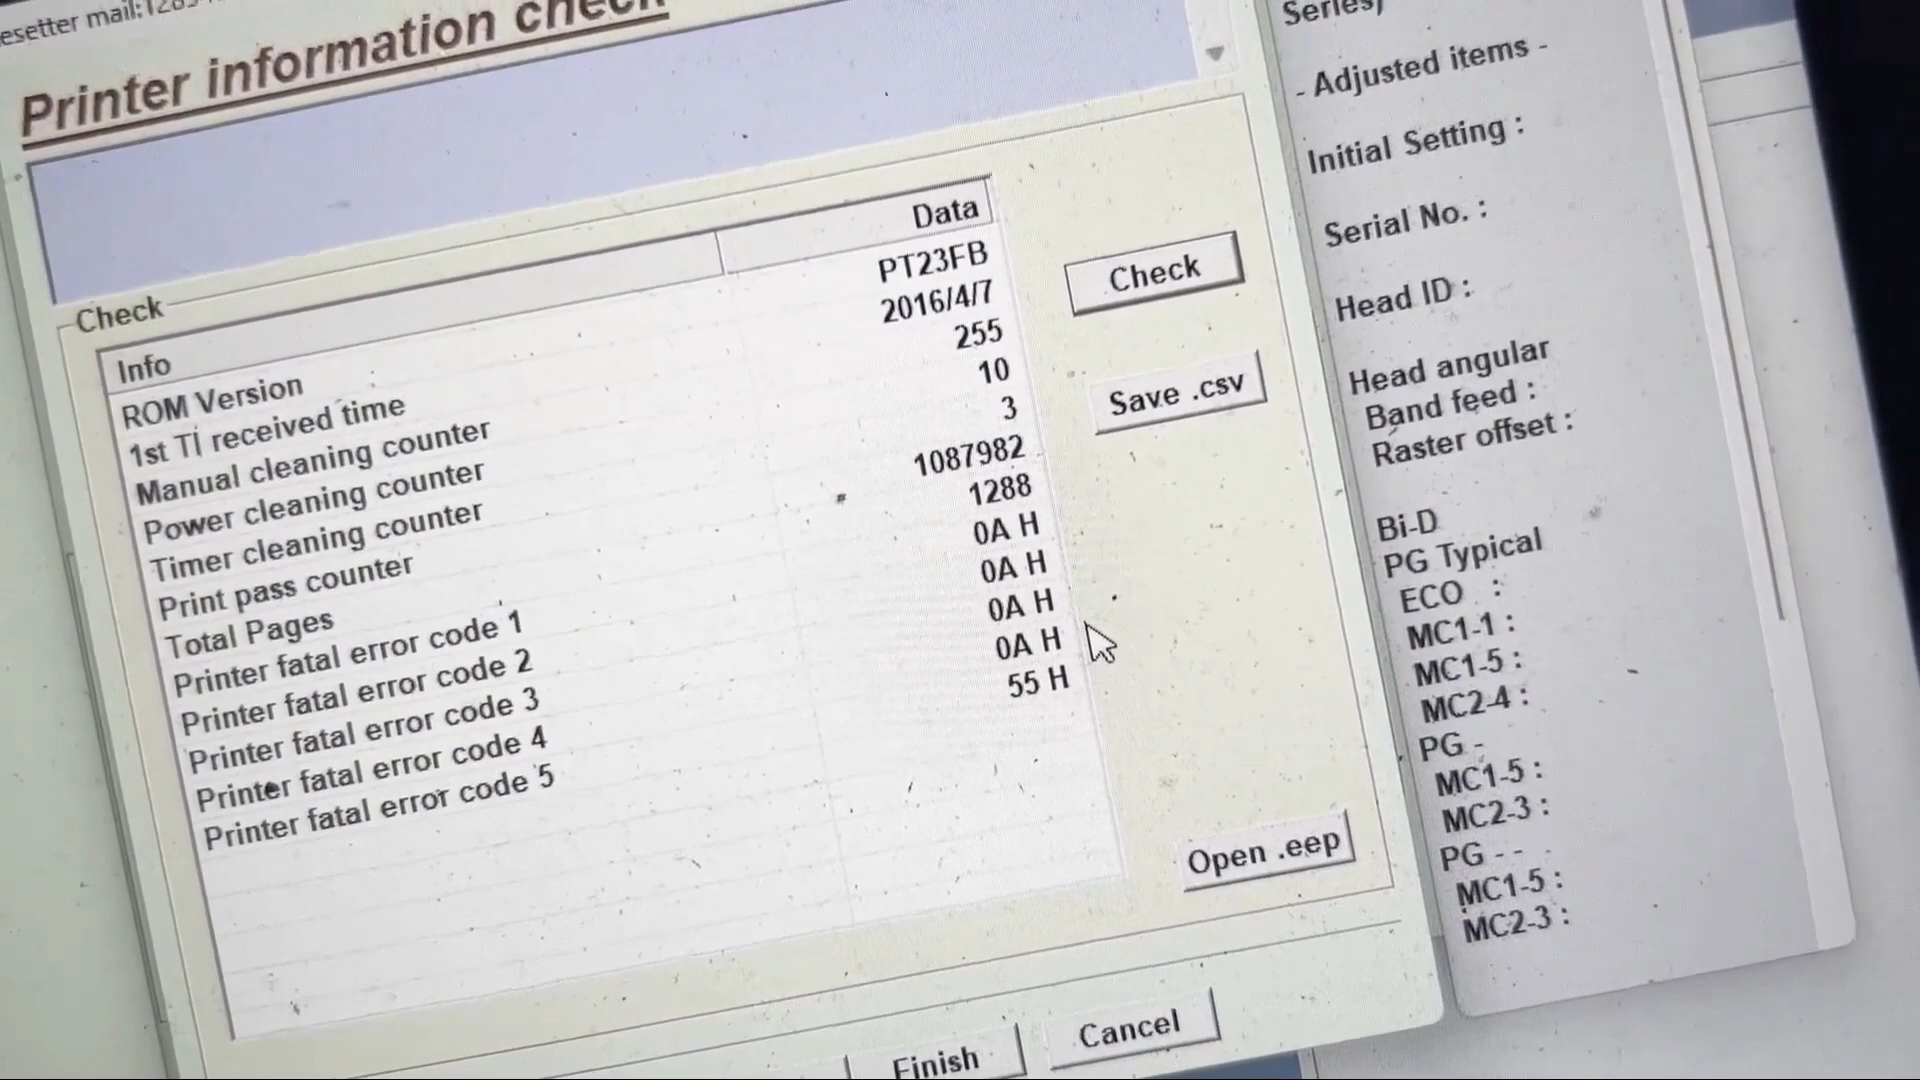 Printer information check
Check
Info Data
ROM Version PT23FB
1st TI received time 2016/4/7
Manual cleaning counter 255
Power cleaning counter 10
Timer cleaning counter 3
Print pass counter 1087982
Total Pages 1288
Printer fatal error code 1 0A H
Printer fatal error code 2 0A H
Printer fatal error code 3 0A H
Printer fatal error code 4 0A H
Printer fatal error code 5 55 H
Check
Save .csv
Open .eep
Finish
Cancel
Series)
- Adjusted items -
Initial Setting :
Serial No. :
Head ID :
Head angular
Band feed :
Raster offset :
Bi-D
PG Typical
ECO :
MC1-1 :
MC1-5 :
MC2-4 :
PG -
MC1-5 :
MC2-3 :
PG - -
MC1-5 :
MC2-3 :